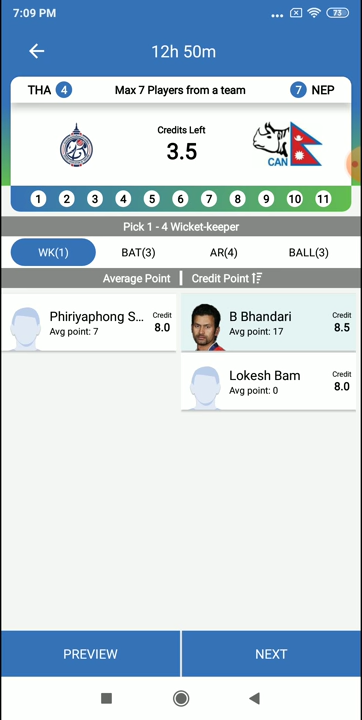 7:09 PM
73
12h 50m
THA 4 Max 7 Players from a team 7 NEP
Credits Left
3.5
CAN
1 2 3 4 5 6 7 8 9 10 11
Pick 1 - 4 Wicket-keeper
WK(1) BAT(3) AR(4) BALL(3)
Average Point Credit Point
Phiriyaphong S... Credit
Avg point: 7 8.0
B Bhandari Credit
Avg point: 17 8.5
Lokesh Bam Credit
Avg point: 0 8.0
PREVIEW NEXT